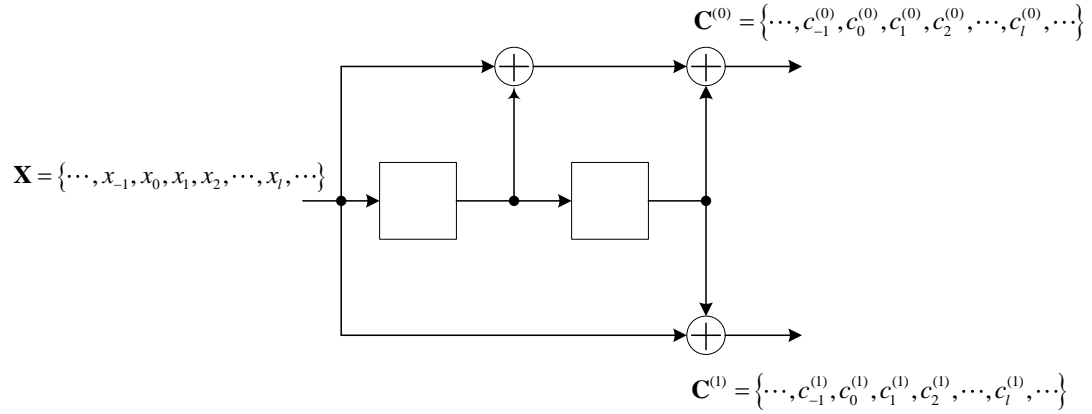 C^{(0)} = {⋯, c_{-1}^{(0)}, c_0^{(0)}, c_1^{(0)}, c_2^{(0)}, ⋯, c_l^{(0)}, ⋯}
X = {⋯, x_{-1}, x_0, x_1, x_2, ⋯, x_l, ⋯}
C^{(1)} = {⋯, c_{-1}^{(1)}, c_0^{(1)}, c_1^{(1)}, c_2^{(1)}, ⋯, c_l^{(1)}, ⋯}